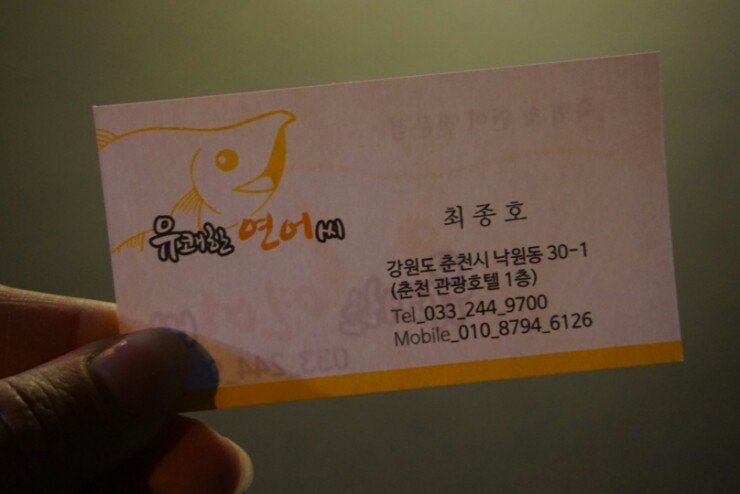 유쾌한 연어씨
최종호
강원도 춘천시 낙원동 30-1
(춘천 관광호텔 1층)
Tel_033_244_9700
Mobile_010_8794_6126
033_244_